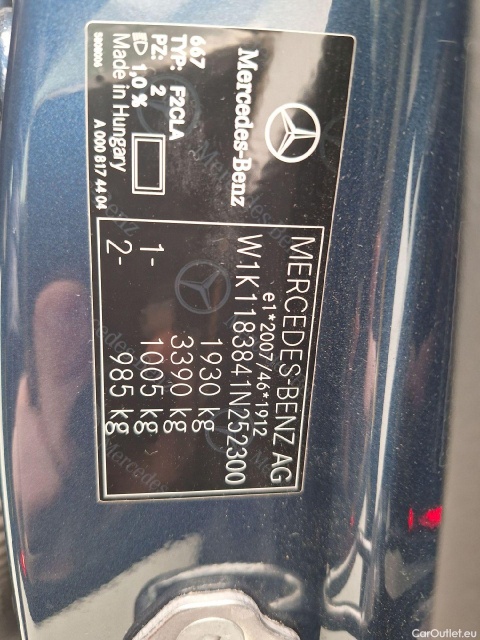 Mercedes-Benz
667
TYP: F2CLA
PZ: 2
1,0 %
Made in Hungary
A 000 817 44 04
MERCEDES-BENZ AG
e1*2007/46*1912
W1K1183841N252300
1930 kg
3390 kg
1- 1005 kg
2- 985 kg
CarOutlet.eu